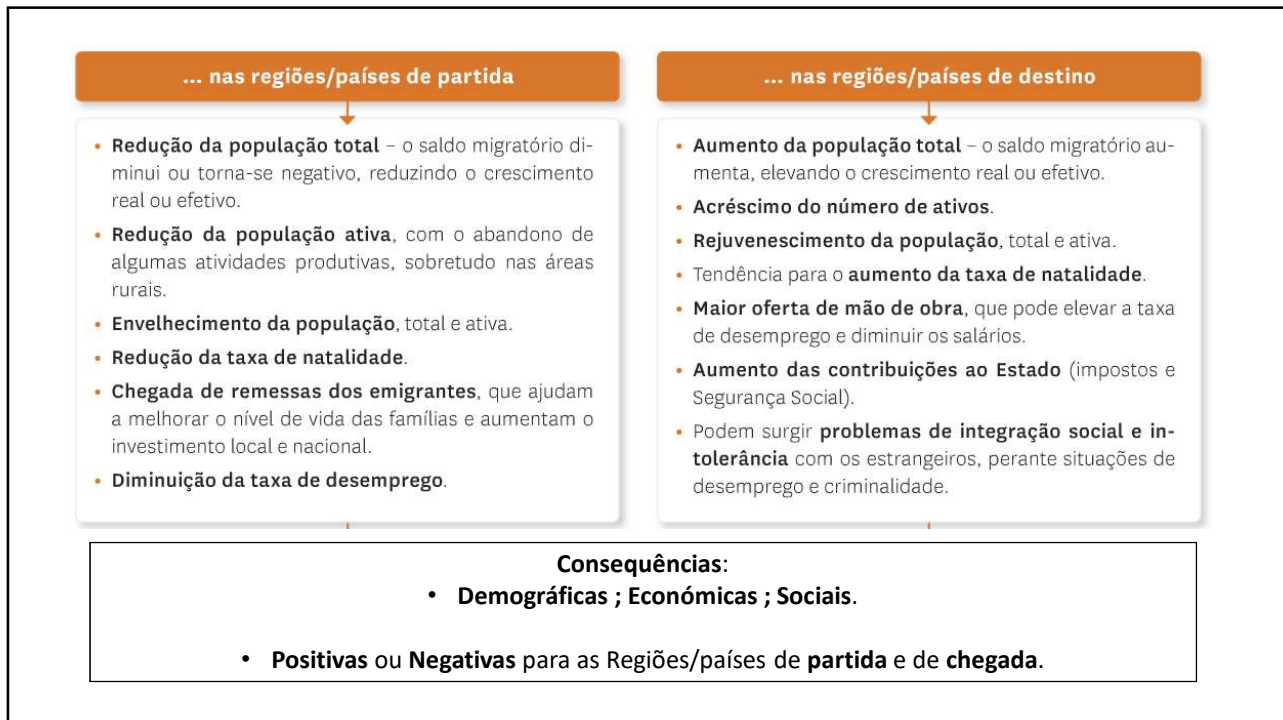 ... nas regiões/países de partida
• Redução da população total – o saldo migratório di-
minui ou torna-se negativo, reduzindo o crescimento
real ou efetivo.
• Redução da população ativa, com o abandono de
algumas atividades produtivas, sobretudo nas áreas
rurais.
• Envelhecimento da população, total e ativa.
• Redução da taxa de natalidade.
• Chegada de remessas dos emigrantes, que ajudam
a melhorar o nível de vida das famílias e aumentam o
investimento local e nacional.
• Diminuição da taxa de desemprego.
... nas regiões/países de destino
• Aumento da população total – o saldo migratório au-
menta, elevando o crescimento real ou efetivo.
• Acréscimo do número de ativos.
• Rejuvenescimento da população, total e ativa.
• Tendência para o aumento da taxa de natalidade.
• Maior oferta de mão de obra, que pode elevar a taxa
de desemprego e diminuir os salários.
• Aumento das contribuições ao Estado (impostos e
Segurança Social).
• Podem surgir problemas de integração social e in-
tolerância com os estrangeiros, perante situações de
desemprego e criminalidade.
Consequências:
• Demográficas ; Económicas ; Sociais.
• Positivas ou Negativas para as Regiões/países de partida e de chegada.